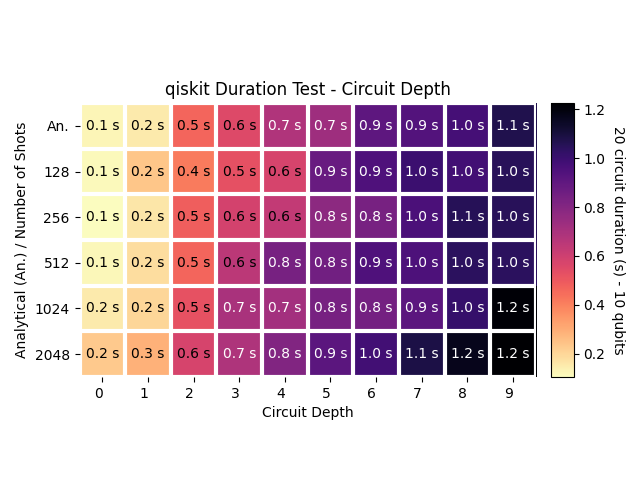 qiskit Duration Test - Circuit Depth
Analytical (An.) / Number of Shots
An. 0.1 s 0.2 s 0.5 s 0.6 s 0.7 s 0.7 s 0.9 s 0.9 s 1.0 s 1.1 s
128 0.1 s 0.2 s 0.4 s 0.5 s 0.6 s 0.9 s 0.9 s 1.0 s 1.0 s 1.0 s
256 0.1 s 0.2 s 0.5 s 0.6 s 0.6 s 0.8 s 0.8 s 1.0 s 1.1 s 1.0 s
512 0.1 s 0.2 s 0.5 s 0.6 s 0.8 s 0.8 s 0.9 s 1.0 s 1.0 s 1.0 s
1024 0.2 s 0.2 s 0.5 s 0.7 s 0.7 s 0.8 s 0.8 s 0.9 s 1.0 s 1.2 s
2048 0.2 s 0.3 s 0.6 s 0.7 s 0.8 s 0.9 s 1.0 s 1.1 s 1.2 s 1.2 s
0 1 2 3 4 5 6 7 8 9
Circuit Depth
1.2
1.0
0.8
0.6
0.4
0.2
20 circuit duration (s) - 10 qubits